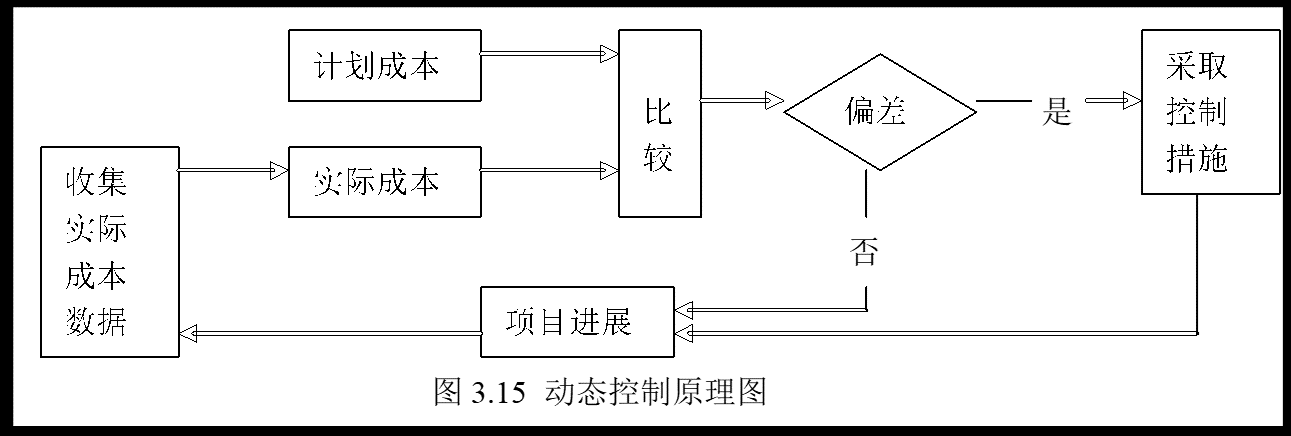 计划成本
比
较
偏差
是
采取
控制
措施
收集
实际
成本
数据
实际成本
否
项目进展
图 3.15 动态控制原理图